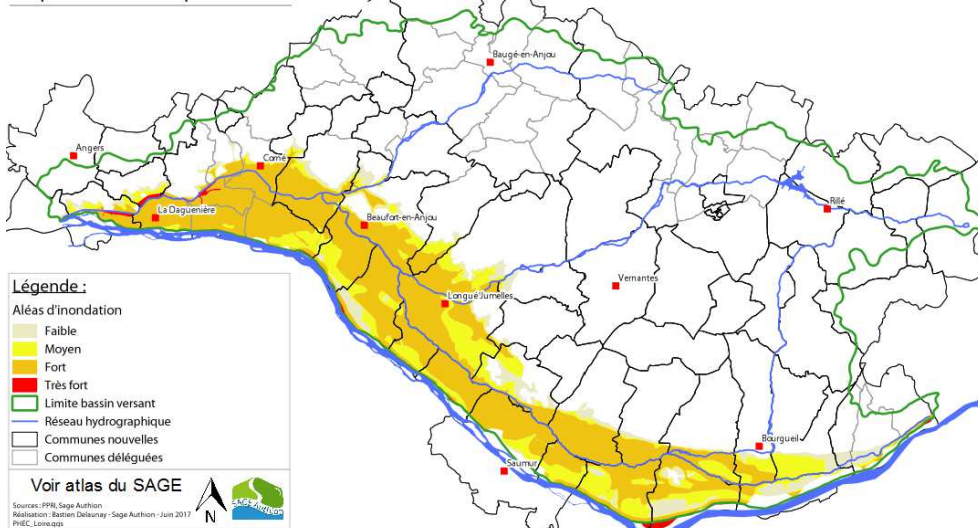 Baugé-en-Anjou
Angers
Corné
La Daguenière
Beaufort-en-Anjou
Rillé
Longué-Jumelles
Vernantes
Bourgueil
Saumur
Légende :
Aléas d'inondation
Faible
Moyen
Fort
Très fort
Limite bassin versant
Réseau hydrographique
Communes nouvelles
Communes déléguées
Voir atlas du SAGE
N
SAGE AUTHION
Sources : PPRI, Sage Authion
Réalisation : Bastien Delaunay - Sage Authion - Juin 2017
PHEC_Loire.qgs